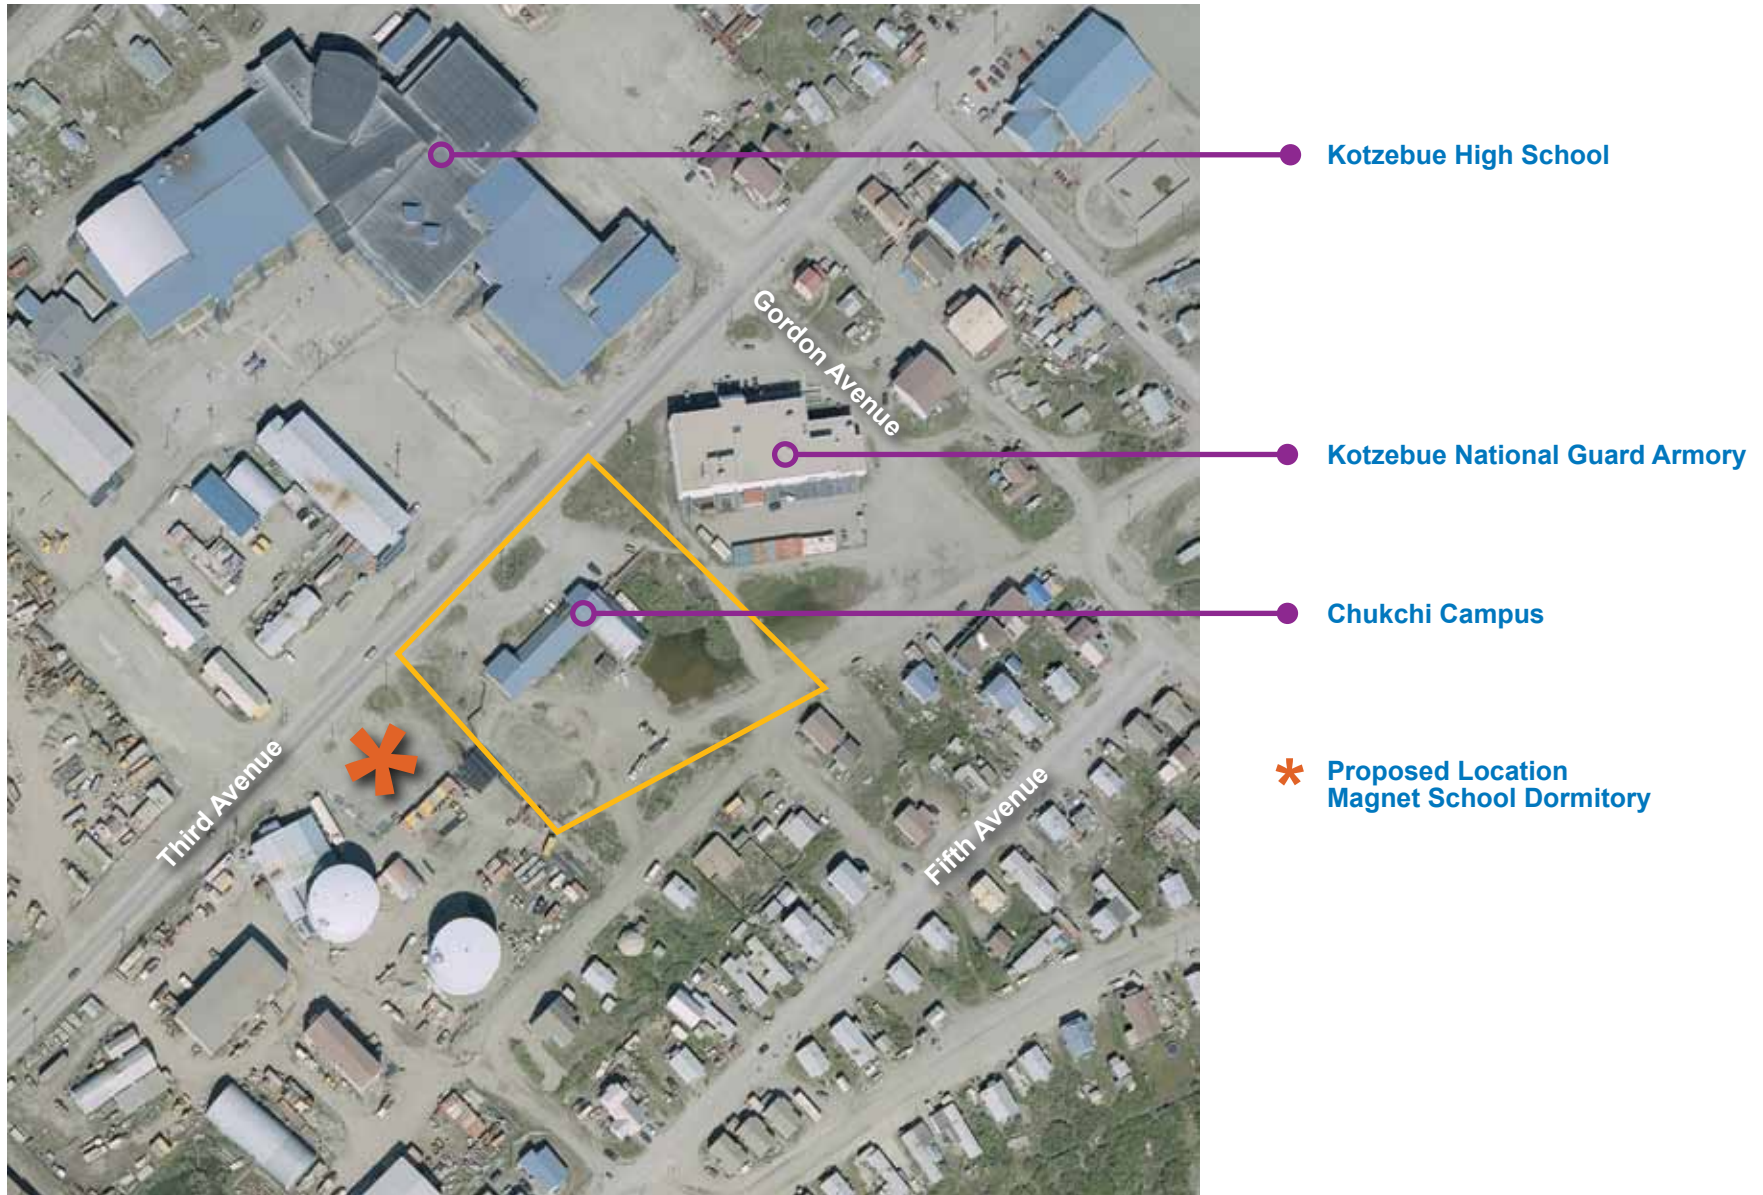 Kotzebue High School
Gordon Avenue
Kotzebue National Guard Armory
Chukchi Campus
Third Avenue
Fifth Avenue
* Proposed Location
Magnet School Dormitory